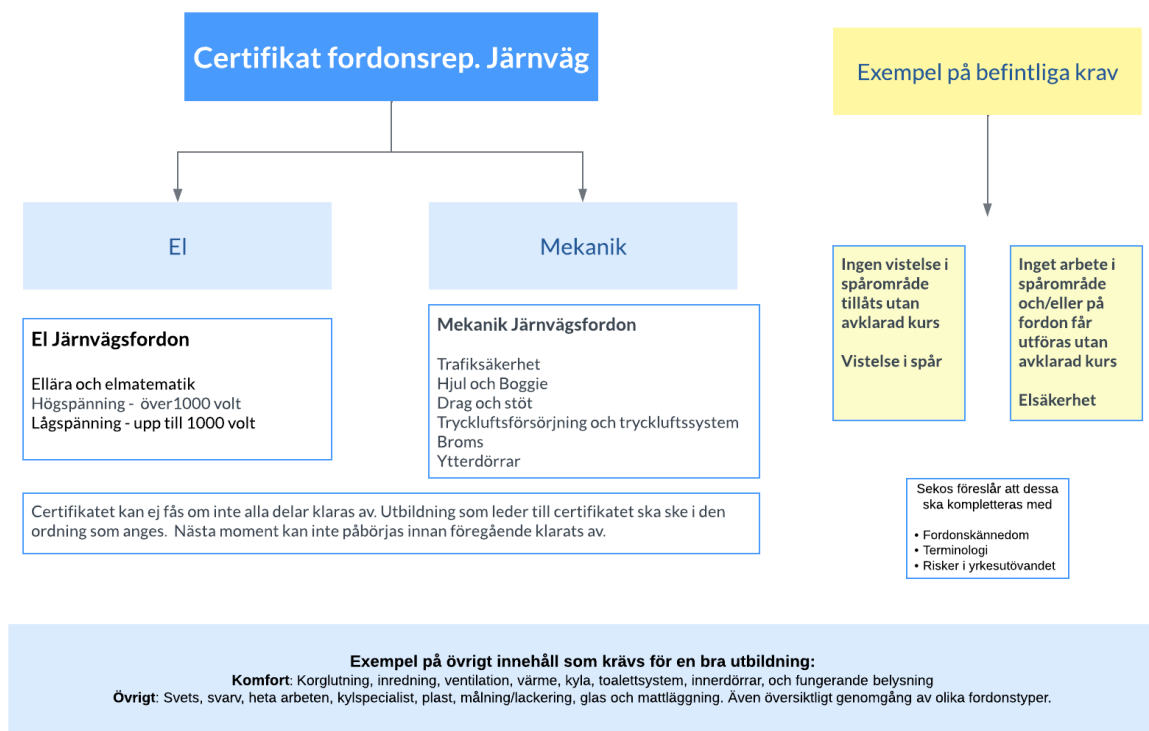 Certifikat fordonsrep. Järnväg
Exempel på befintliga krav
El
Mekanik
El Järnvägsfordon
Ellära och elmatematik
Högspänning - över1000 volt
Lågspänning - upp till 1000 volt
Mekanik Järnvägsfordon
Trafiksäkerhet
Hjul och Boggie
Drag och stöt
Tryckluftsförsörjning och tryckluftssystem
Broms
Ytterdörrar
Ingen vistelse i
spårområde
tillåts utan
avklarad kurs
Vistelse i spår
Inget arbete i
spårområde
och/eller på
fordon får
utföras utan
avklarad kurs
Elsäkerhet
Certifikatet kan ej fås om inte alla delar klaras av. Utbildning som leder till certifikatet ska ske i den
ordning som anges. Nästa moment kan inte påbörjas innan föregående klarats av.
Sekos föreslår att dessa
ska kompletteras med
• Fordonskännedom
• Terminologi
• Risker i yrkesutövandet
Exempel på övrigt innehåll som krävs för en bra utbildning:
Komfort: Korglutning, inredning, ventilation, värme, kyla, toalettsystem, innerdörrar, och fungerande belysning
Övrigt: Svets, svarv, heta arbeten, kylspecialist, plast, målning/lackering, glas och mattläggning. Även översiktligt genomgång av olika fordonstyper.